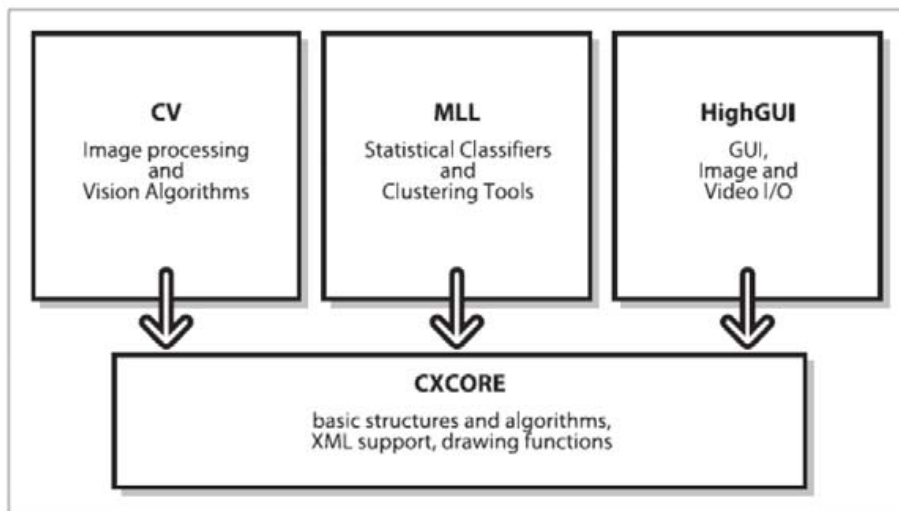 CV
Image processing
and
Vision Algorithms
MLL
Statistical Classifiers
and
Clustering Tools
HighGUI
GUI,
Image and
Video I/O
CXCORE
basic structures and algorithms,
XML support, drawing functions